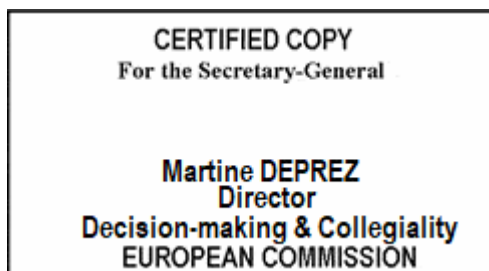 CERTIFIED COPY
For the Secretary-General
Martine DEPREZ
Director
Decision-making & Collegiality
EUROPEAN COMMISSION